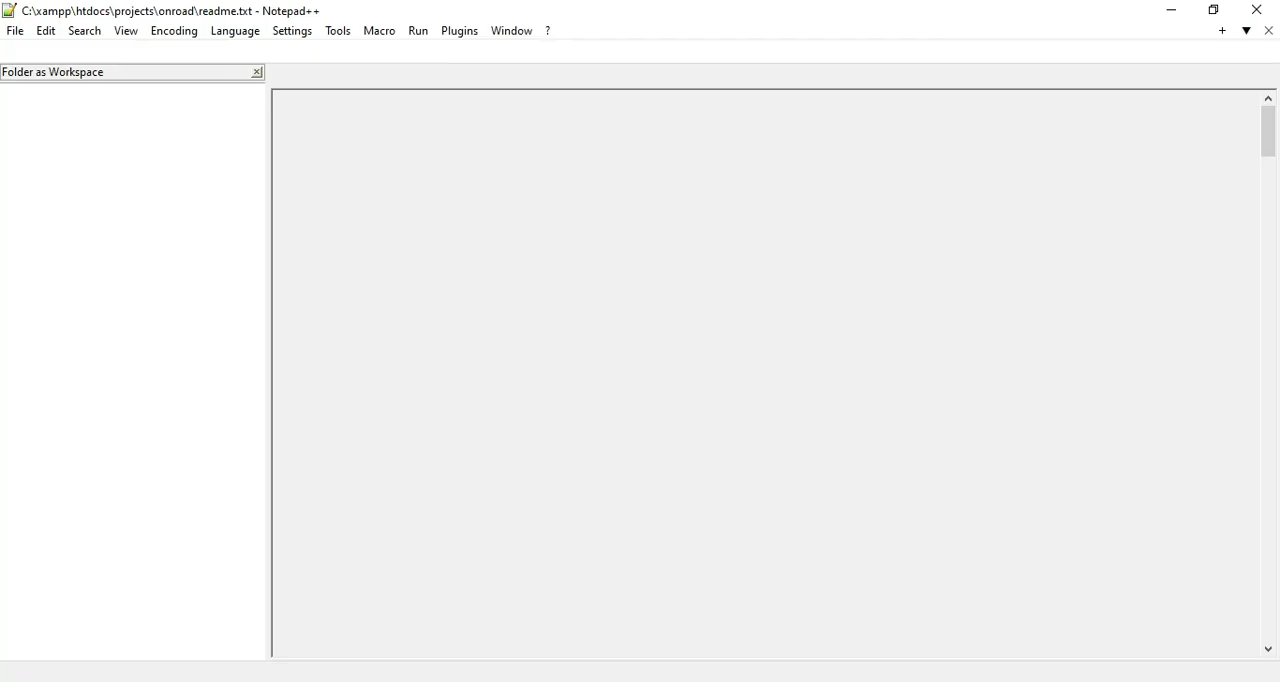 C:\xampp\htdocs\projects\onroad\readme.txt - Notepad++
File Edit Search View Encoding Language Settings Tools Macro Run Plugins Window ?
Folder as Workspace